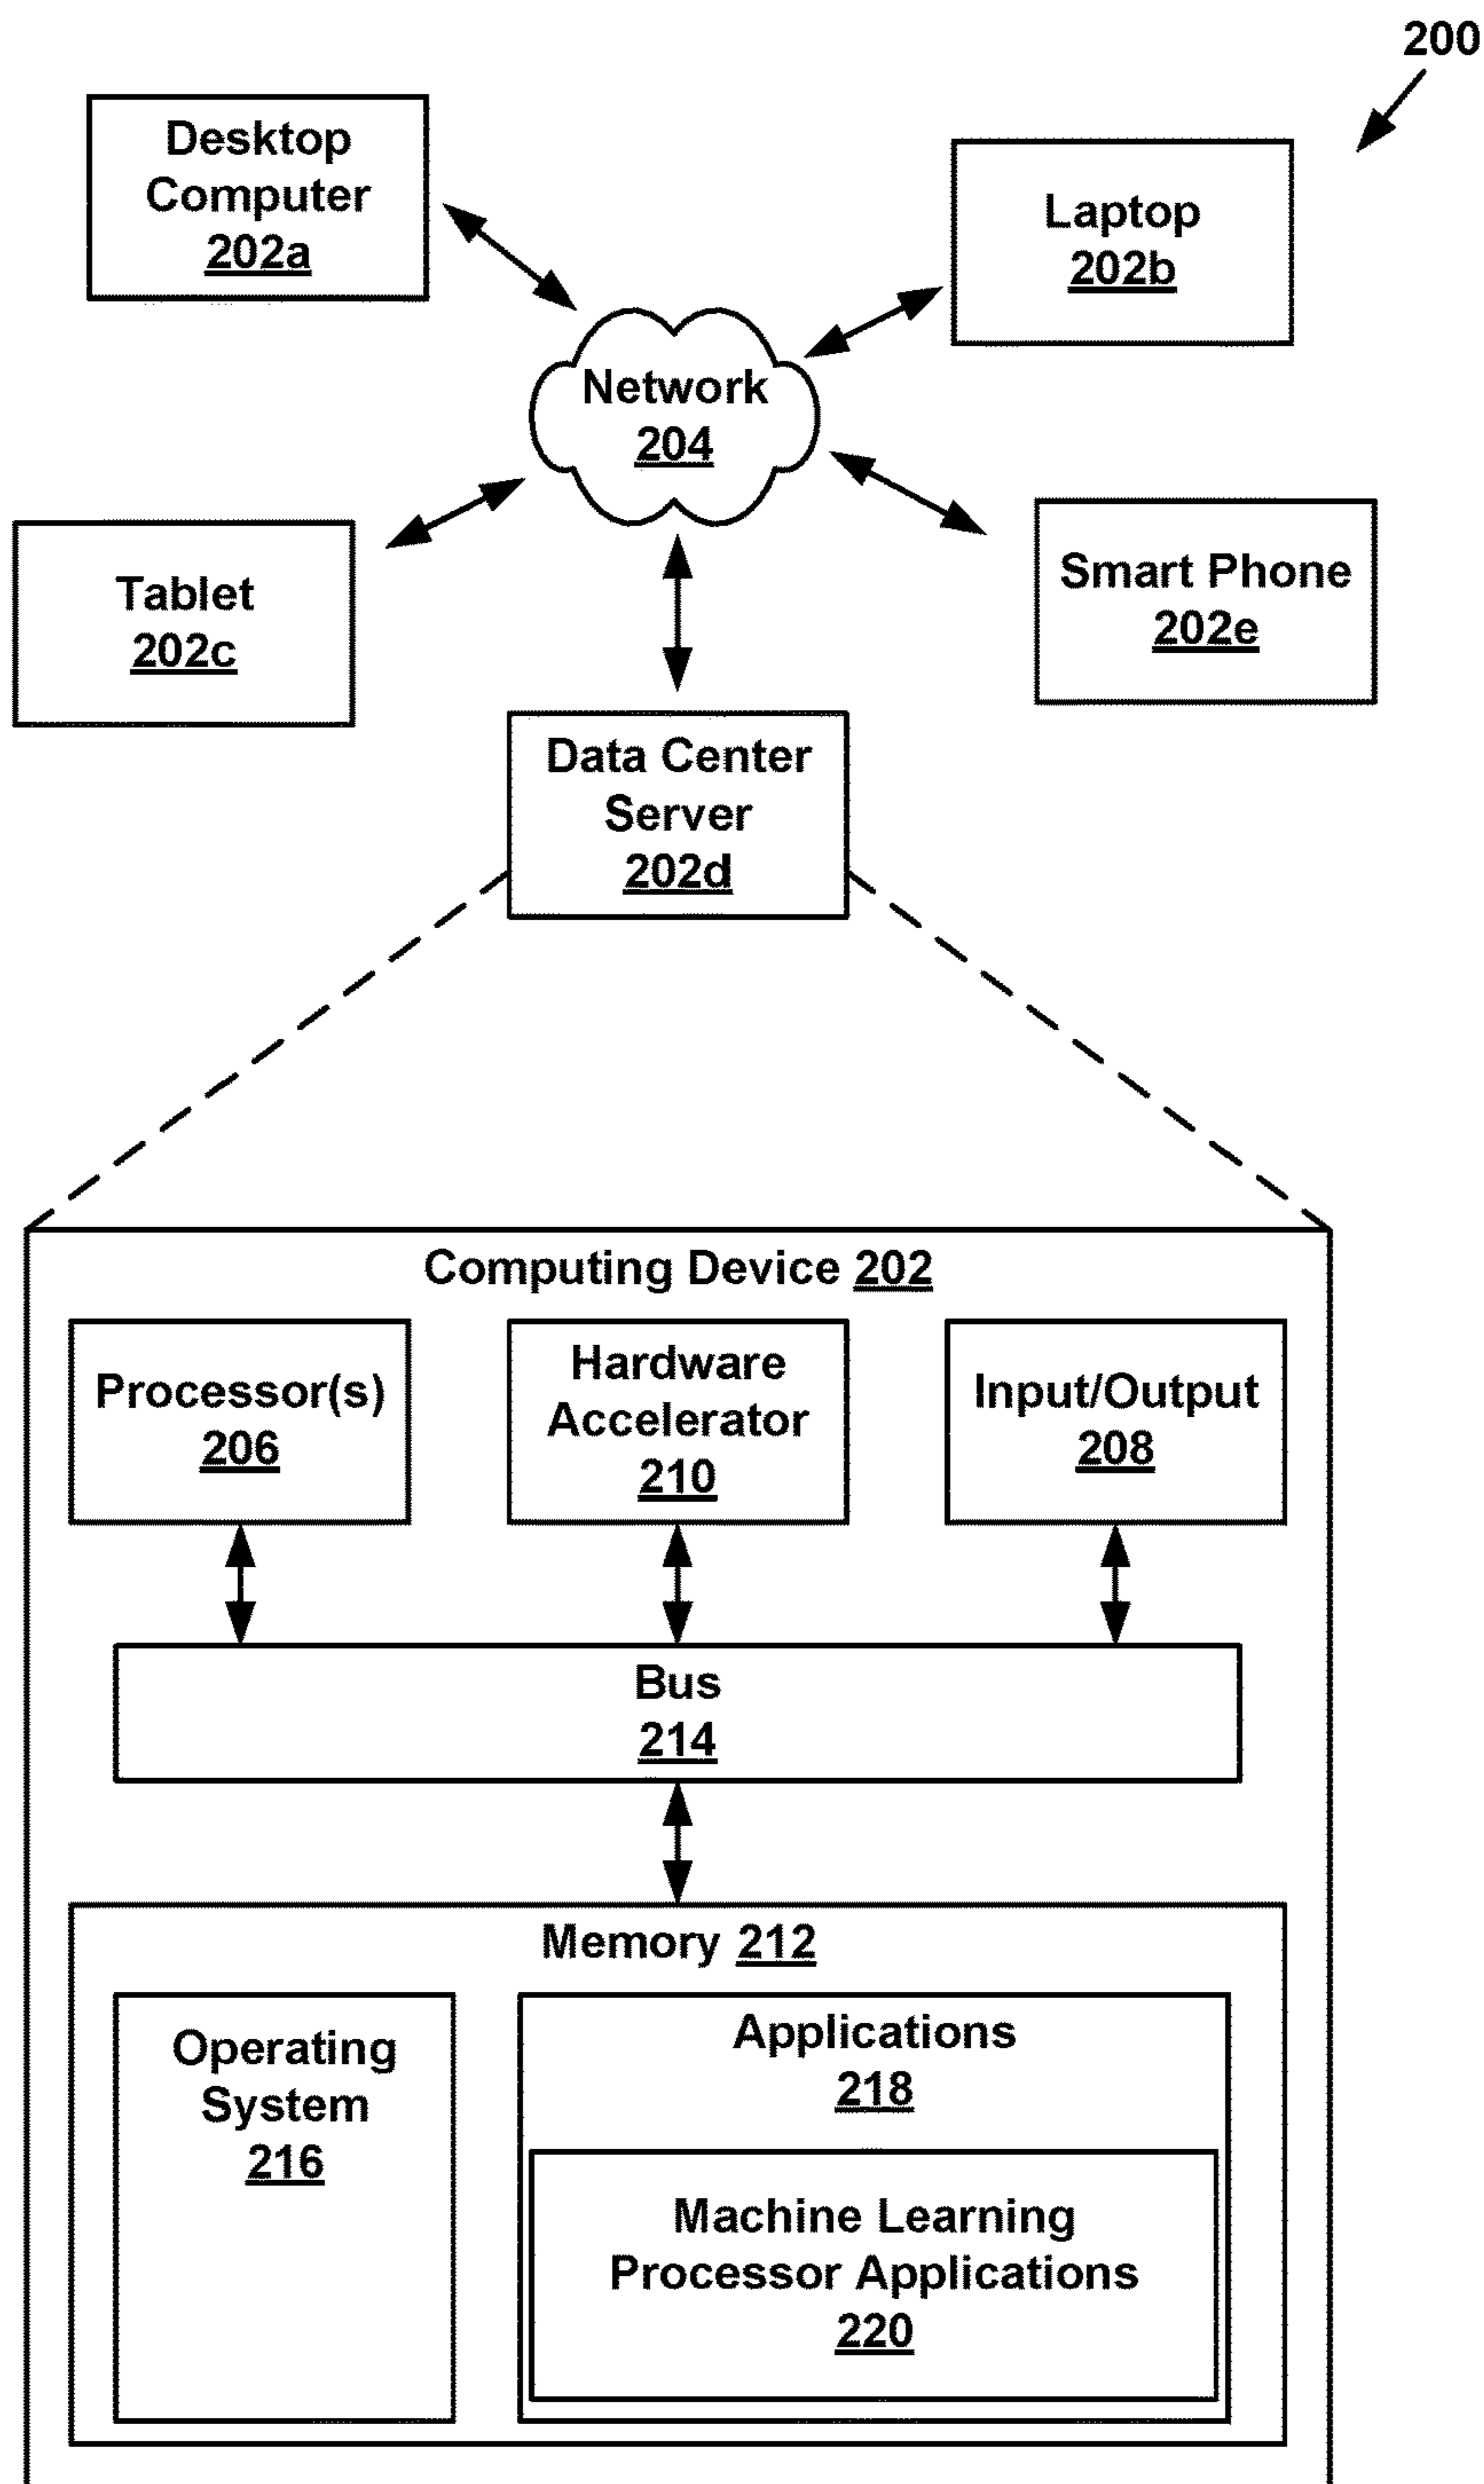 200
Desktop
Computer
202a
Laptop
202b
Network
204
Tablet
202c
Smart Phone
202e
Data Center
Server
202d
Computing Device 202
Processor(s)
206
Hardware
Accelerator
210
Input/Output
208
Bus
214
Memory 212
Operating
System
216
Applications
218
Machine Learning
Processor Applications
220